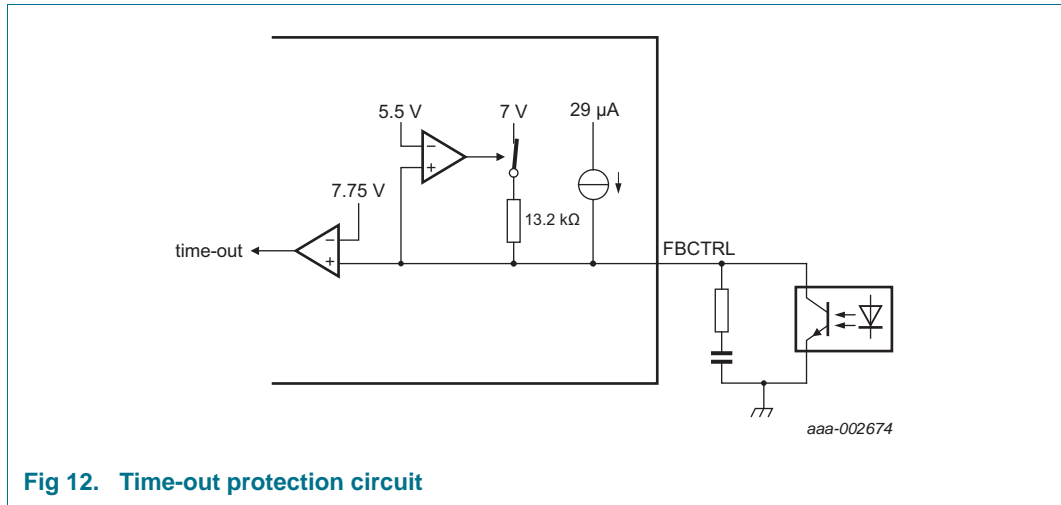 5.5 V
7 V
29 μA
−
+
7.75 V
13.2 kΩ
time-out
−
+
FBCTRL
aaa-002674
Fig 12. Time-out protection circuit